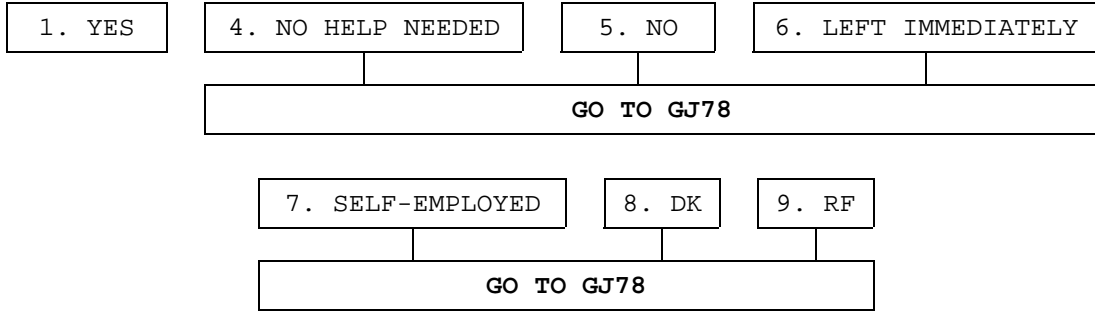 1. YES 4. NO HELP NEEDED 5. NO 6. LEFT IMMEDIATELY
GO TO GJ78
7. SELF-EMPLOYED 8. DK 9. RF
GO TO GJ78